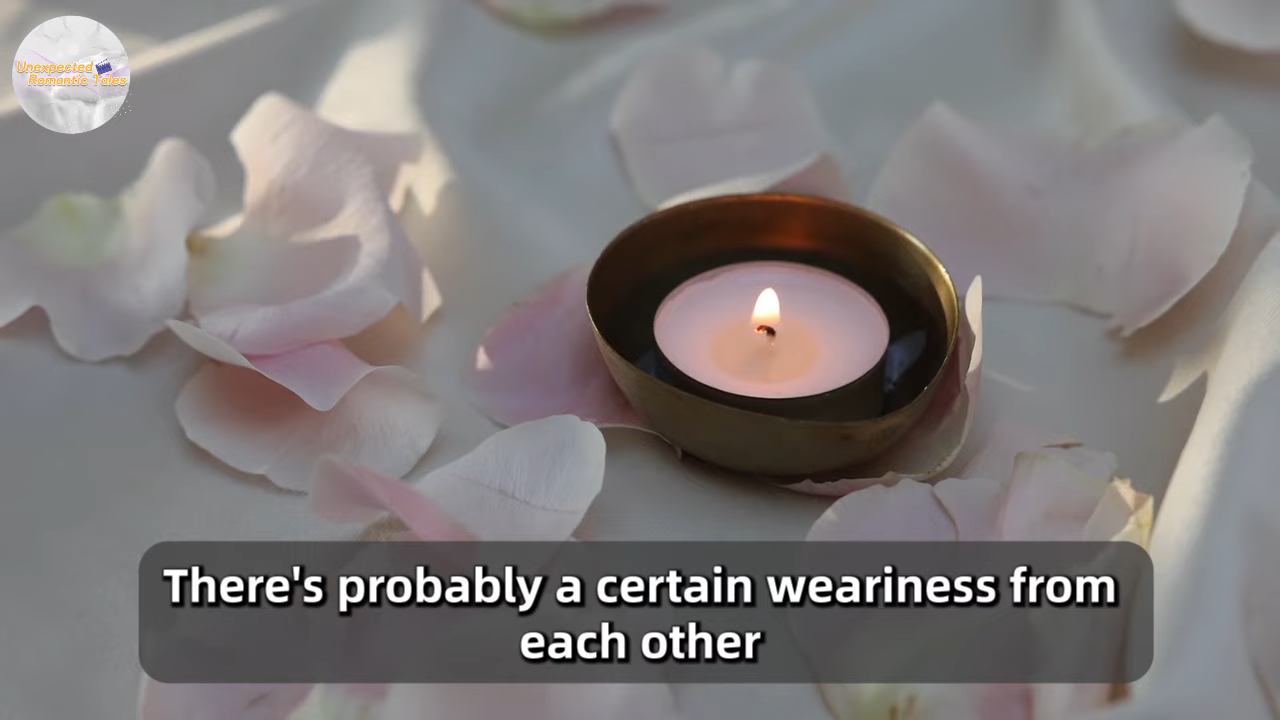 Unexpected
Romantic Tales
There's probably a certain weariness from
each other